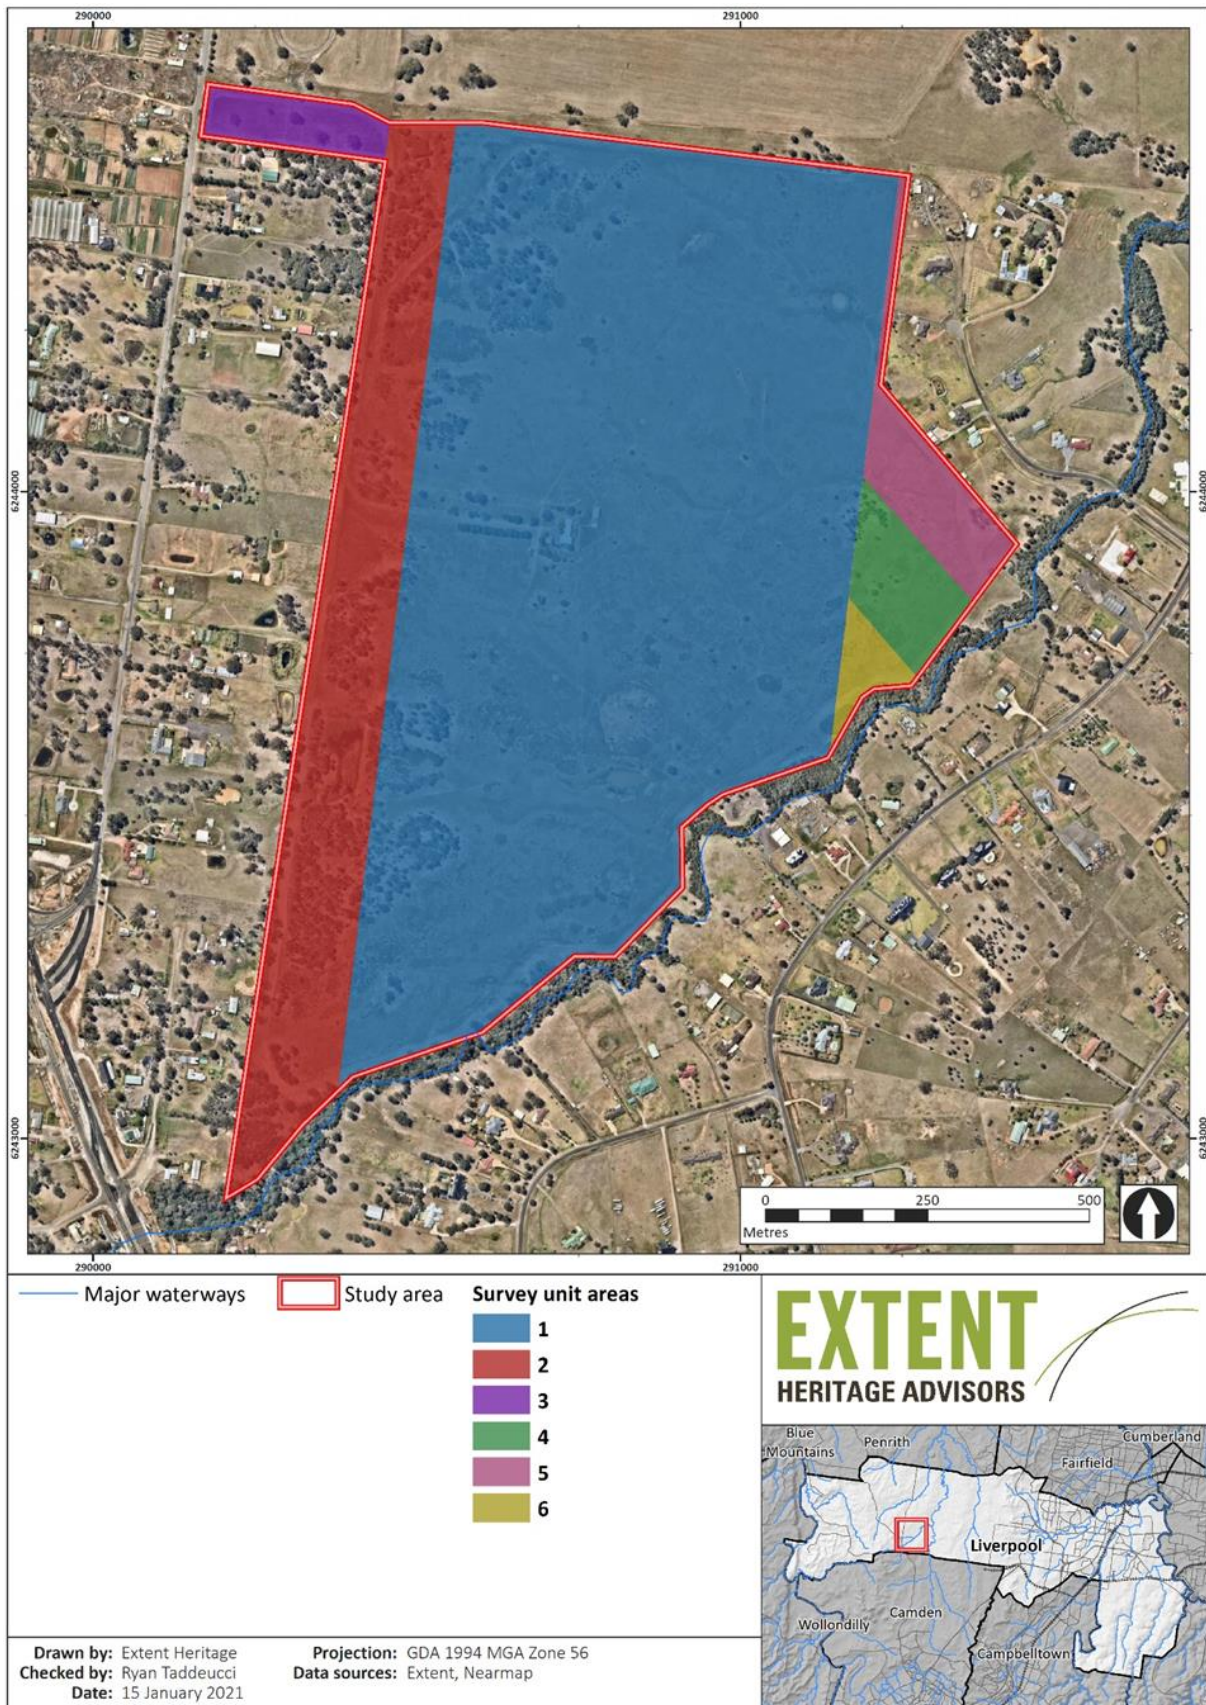 290000
291000
6244000
6244000
6243000
6243000
0 250 500
Metres
290000
291000
Major waterways
Study area
Survey unit areas
1
2
3
4
5
6
EXTENT
HERITAGE ADVISORS
Blue
Mountains
Penrith
Cumberland
Fairfield
Liverpool
Wollondilly
Camden
Campbelltown
Drawn by: Extent Heritage
Checked by: Ryan Taddeucci
Date: 15 January 2021
Projection: GDA 1994 MGA Zone 56
Data sources: Extent, Nearmap